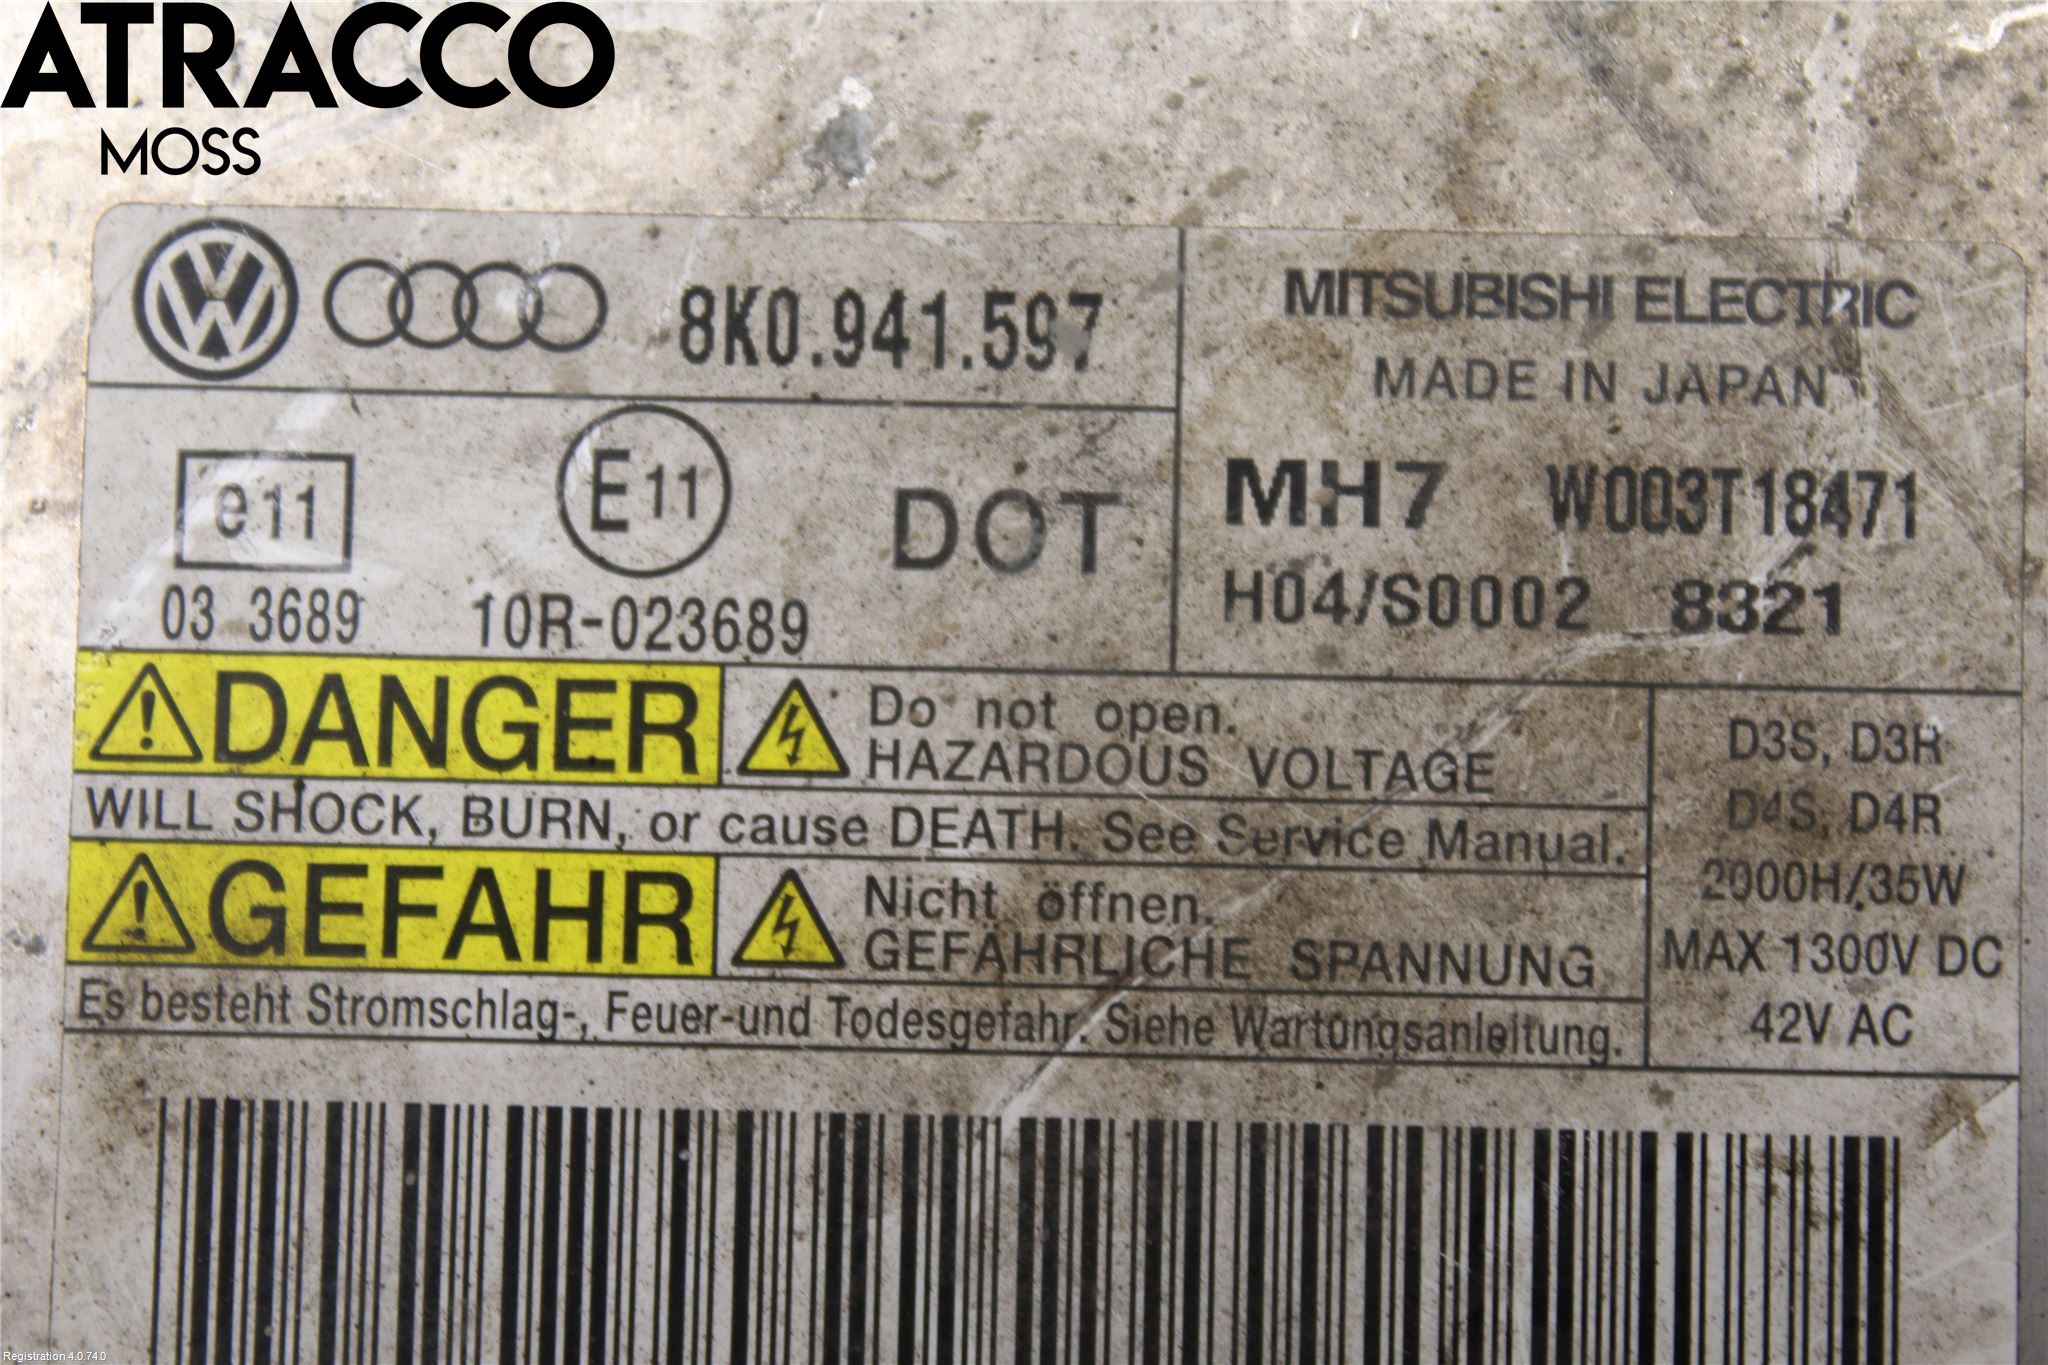 ATRACCO
MOSS
8K0.941.597
MITSUBISHI ELECTRIC
MADE IN JAPAN
e11
E11
DOT
MH7 W003T18471
03 3689 10R-023689
H04/S0002 8321
DANGER
Do not open.
HAZARDOUS VOLTAGE
WILL SHOCK, BURN, or cause DEATH. See Service Manual.
GEFAHR
Nicht öffnen.
GEFÄHRLICHE SPANNUNG
Es besteht Stromschlag-, Feuer-und Todesgefahr. Siehe Wartungsanleitung.
D3S, D3R
D4S, D4R
2000H/35W
MAX 1300V DC
42V AC
Registration 4.0.74.0